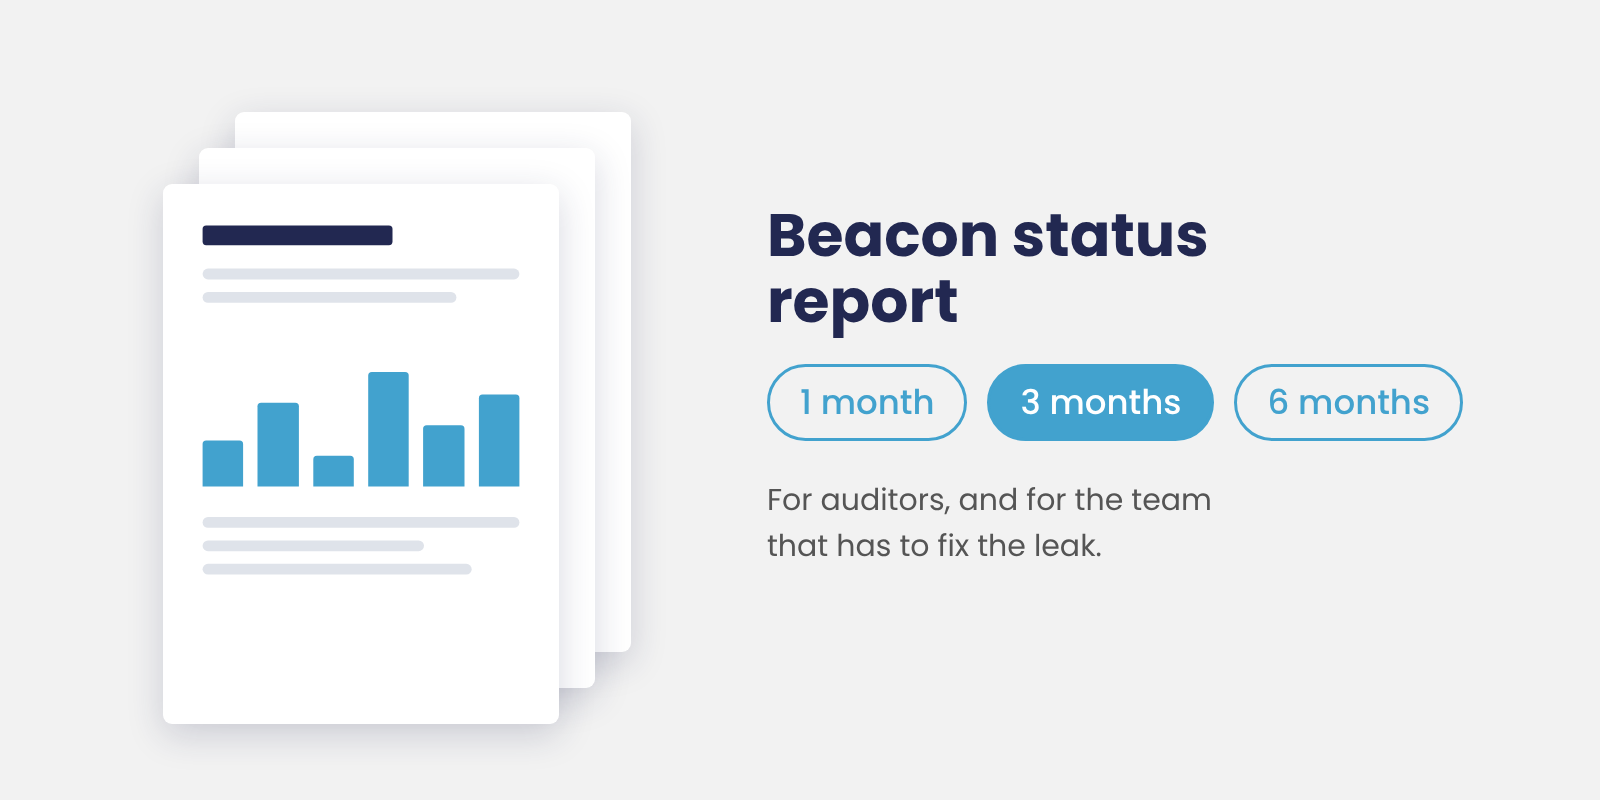 Beacon status
report
1 month 3 months 6 months
For auditors, and for the team
that has to fix the leak.